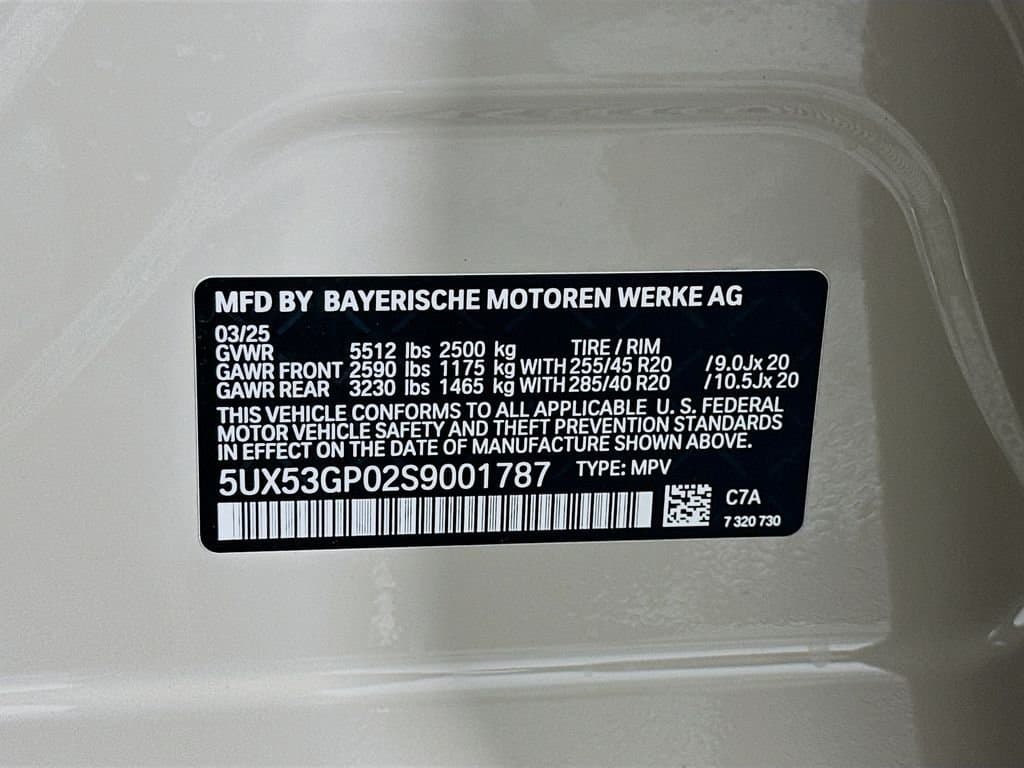 MFD BY BAYERISCHE MOTOREN WERKE AG
03/25
GVWR 5512 lbs 2500 kg TIRE / RIM
GAWR FRONT 2590 lbs 1175 kg WITH 255/45 R20 /9.0Jx 20
GAWR REAR 3230 lbs 1465 kg WITH 285/40 R20 /10.5Jx 20
THIS VEHICLE CONFORMS TO ALL APPLICABLE U. S. FEDERAL
MOTOR VEHICLE SAFETY AND THEFT PREVENTION STANDARDS
IN EFFECT ON THE DATE OF MANUFACTURE SHOWN ABOVE.
5UX53GP02S9001787 TYPE: MPV
C7A
7 320 730